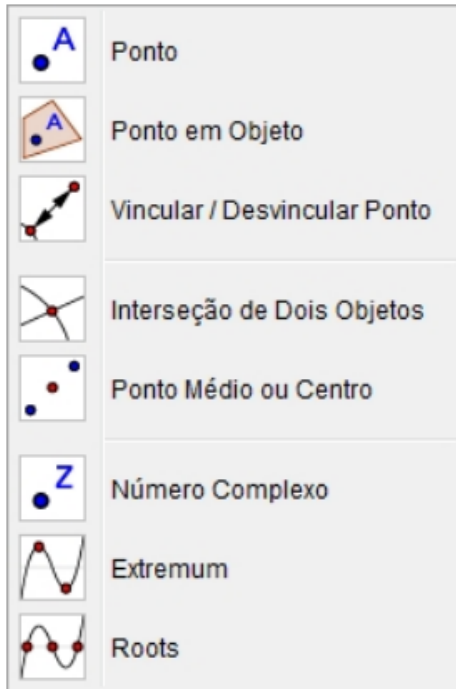 A
Ponto
A
Ponto em Objeto
Vincular / Desvincular Ponto
Interseção de Dois Objetos
Ponto Médio ou Centro
Z
Número Complexo
Extremum
Roots